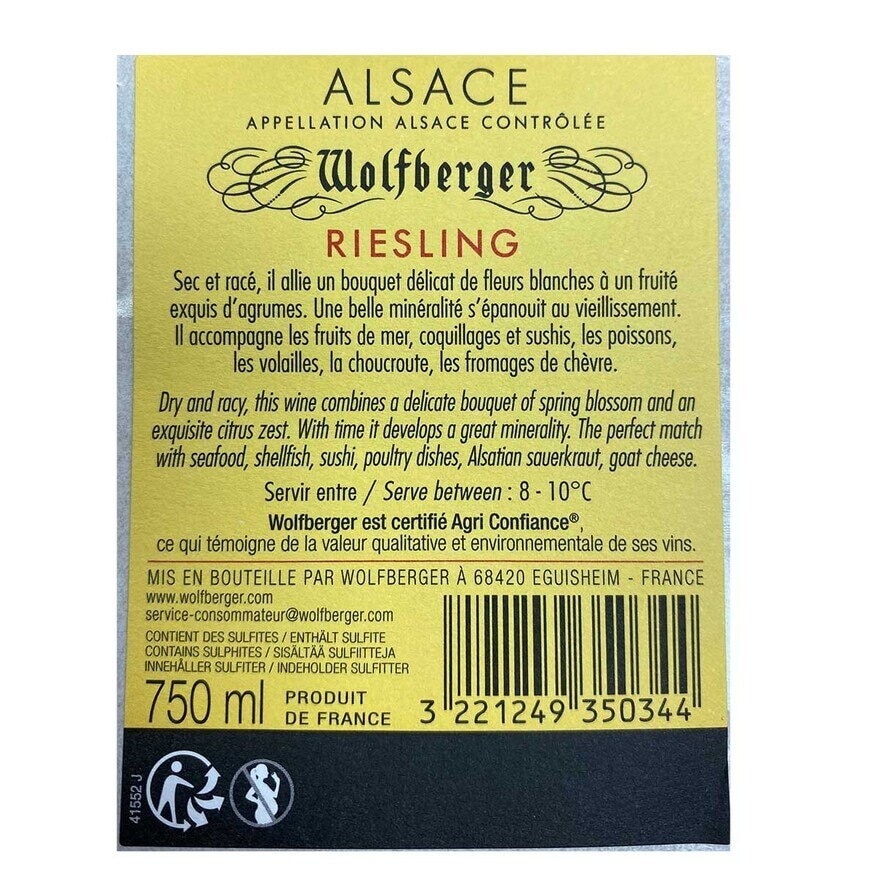 ALSACE
APPELLATION ALSACE CONTRÔLÉE
Wolfberger
RIESLING
Sec et racé, il allie un bouquet délicat de fleurs blanches à un fruité
exquis d'agrumes. Une belle minéralité s'épanouit au vieillissement.
Il accompagne les fruits de mer, coquillages et sushis, les poissons,
les volailles, la choucroute, les fromages de chèvre.
Dry and racy, this wine combines a delicate bouquet of spring blossom and an
exquisite citrus zest. With time it develops a great minerality. The perfect match
with seafood, shellfish, sushi, poultry dishes, Alsatian sauerkraut, goat cheese.
Servir entre / Serve between : 8 - 10°C
Wolfberger est certifié Agri Confiance®,
ce qui témoigne de la valeur qualitative et environnementale de ses vins.
MIS EN BOUTEILLE PAR WOLFBERGER À 68420 EGUISHEIM - FRANCE
www.wolfberger.com
service-consommateur@wolfberger.com
CONTIENT DES SULFITES / ENTHÄLT SULFITE
CONTAINS SULPHITES / SISÄLTÄÄ SULFIITTEJA
INNEHÅLLER SULFITER / INDEHOLDER SULFITTER
750 ml PRODUIT
DE FRANCE
3 221249 350344
41552 J